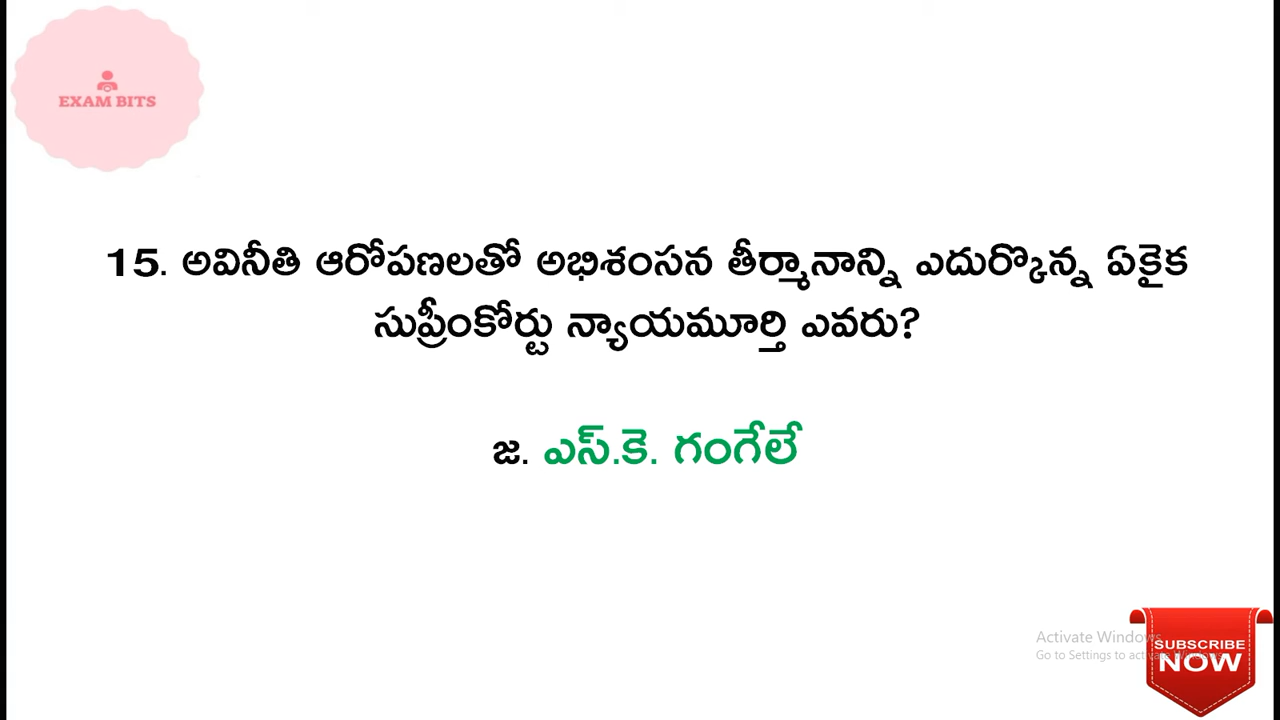 EXAM BITS
15. అవినీతి ఆరోపణలతో అభిశంసన తీర్మానాన్ని ఎదుర్కొన్న ఏకైక
సుప్రీంకోర్టు న్యాయమూర్తి ఎవరు?
జ. ఎస్.కె. గంగేలే
Activate Windows
Go to Settings to activate Windows.
SUBSCRIBE
NOW